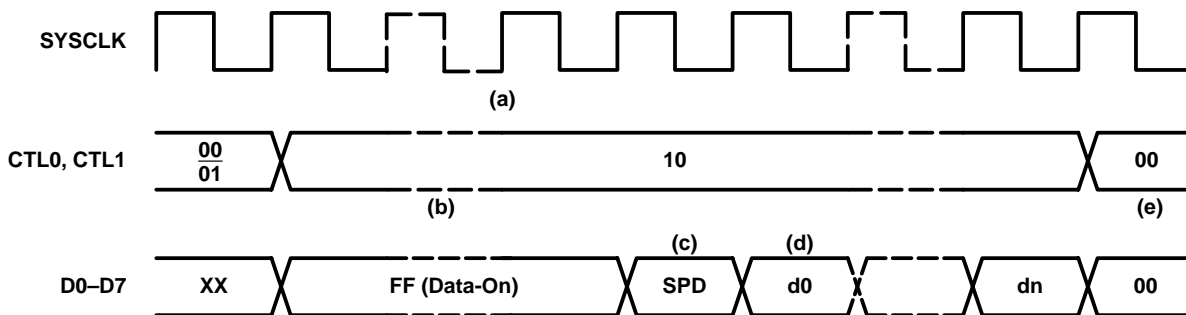 SYSCLK
(a)
CTL0, CTL1
00
01
10
00
(b)
(e)
(c)
(d)
D0–D7
XX
FF (Data-On)
SPD
d0
dn
00